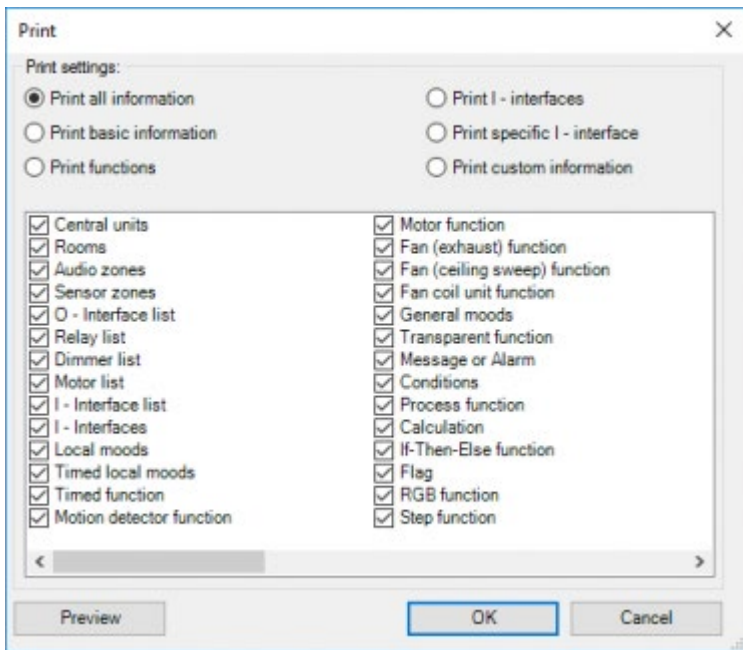 Print
Print settings:
Print all information
Print I - interfaces
Print basic information
Print specific I - interface
Print functions
Print custom information
Central units
Rooms
Audio zones
Sensor zones
O - Interface list
Relay list
Dimmer list
Motor list
I - Interface list
I - Interfaces
Local moods
Timed local moods
Timed function
Motion detector function
Motor function
Fan (exhaust) function
Fan (ceiling sweep) function
Fan coil unit function
General moods
Transparent function
Message or Alarm
Conditions
Process function
Calculation
If-Then-Else function
Flag
RGB function
Step function
Preview
OK
Cancel